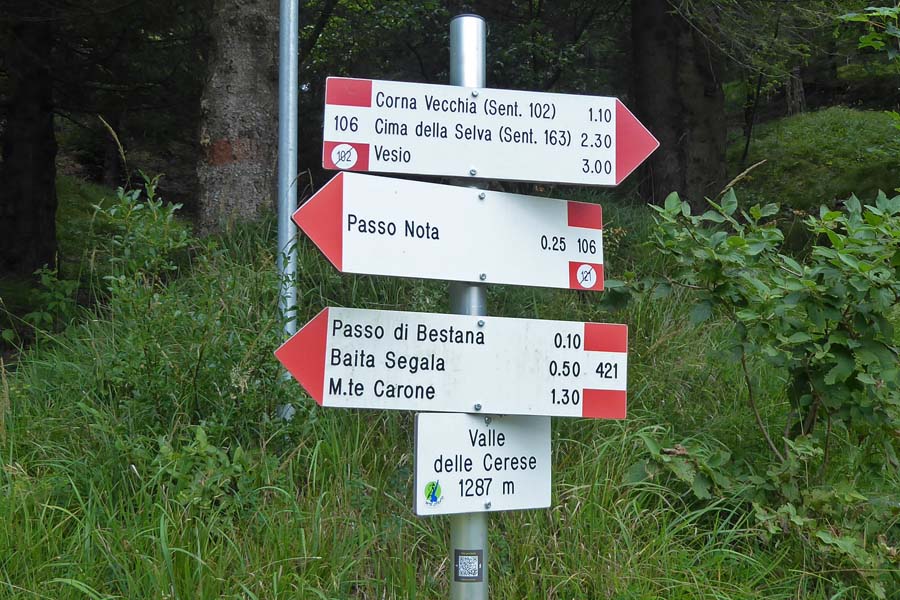 Corna Vecchia (Sent. 102) 1.10
106 Cima della Selva (Sent. 163) 2.30
102 Vesio 3.00
Passo Nota 0.25 106
121
Passo di Bestana 0.10
Baita Segala 0.50 421
M.te Carone 1.30
Valle
delle Cerese
1287 m